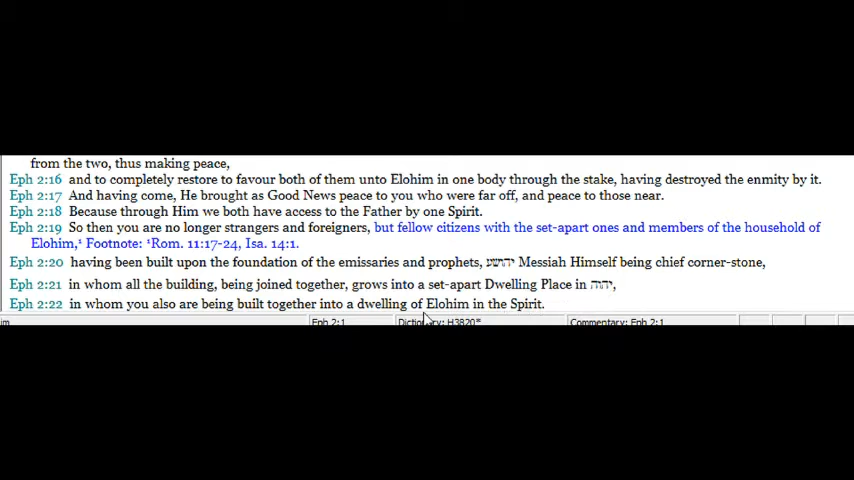 from the two, thus making peace,
Eph 2:16 and to completely restore to favour both of them unto Elohim in one body through the stake, having destroyed the enmity by it.
Eph 2:17 And having come, He brought as Good News peace to you who were far off, and peace to those near.
Eph 2:18 Because through Him we both have access to the Father by one Spirit.
Eph 2:19 So then you are no longer strangers and foreigners, but fellow citizens with the set-apart ones and members of the household of
Elohim,¹ Footnote: ¹Rom. 11:17-24, Isa. 14:1.
Eph 2:20 having been built upon the foundation of the emissaries and prophets, יהושע Messiah Himself being chief corner-stone,
Eph 2:21 in whom all the building, being joined together, grows into a set-apart Dwelling Place in יהוה,
Eph 2:22 in whom you also are being built together into a dwelling of Elohim in the Spirit.
im Eph 2:1 Dictionary: H3820* Commentary: Eph 2:1